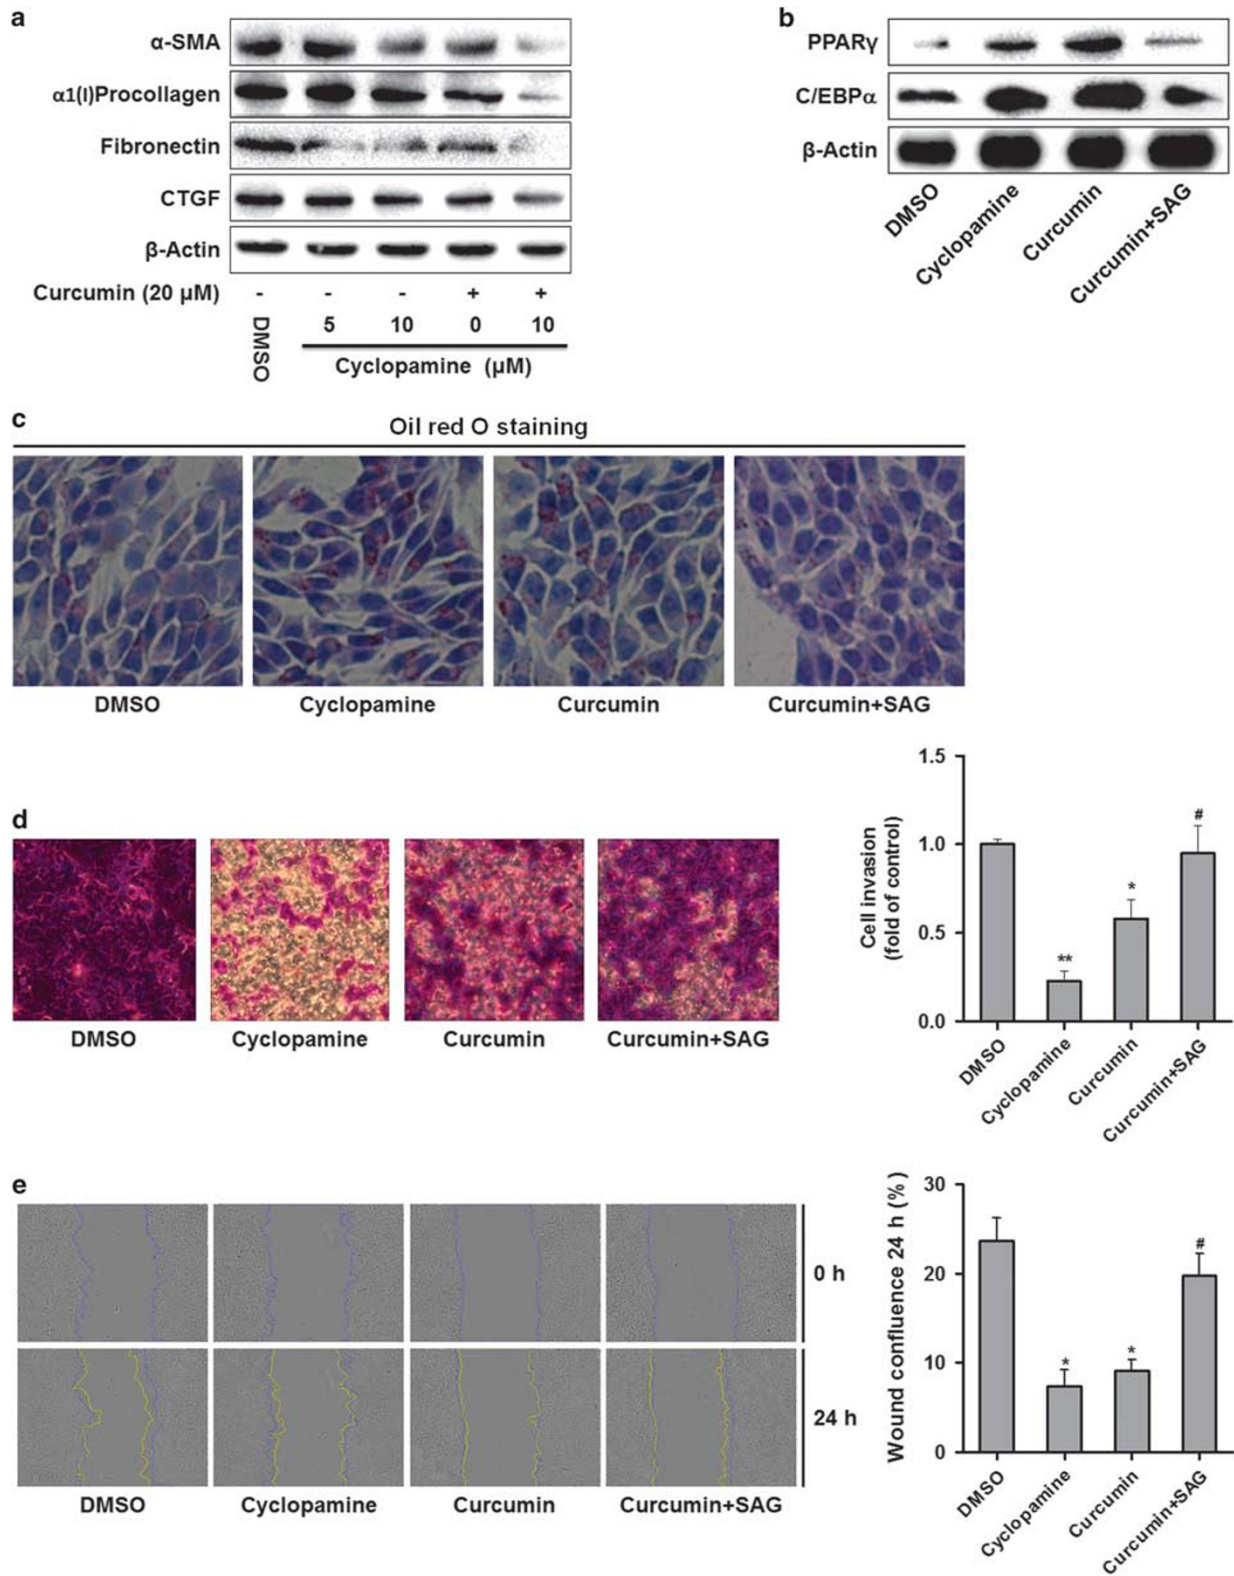 a
α-SMA
α1(I)Procollagen
Fibronectin
CTGF
β-Actin
Curcumin (20 µM) - - - + +
DMSO 5 10 0 10
Cyclopamine (µM)
b
PPARγ
C/EBPα
β-Actin
DMSO
Cyclopamine
Curcumin
Curcumin+SAG
c
Oil red O staining
DMSO Cyclopamine Curcumin Curcumin+SAG
d
DMSO Cyclopamine Curcumin Curcumin+SAG
Cell invasion
(fold of control)
1.5
1.0
0.5
0.0
**
*
#
DMSO
Cyclopamine
Curcumin
Curcumin+SAG
e
0 h
24 h
DMSO Cyclopamine Curcumin Curcumin+SAG
Wound confluence 24 h (%)
30
20
10
0
*
*
#
DMSO
Cyclopamine
Curcumin
Curcumin+SAG